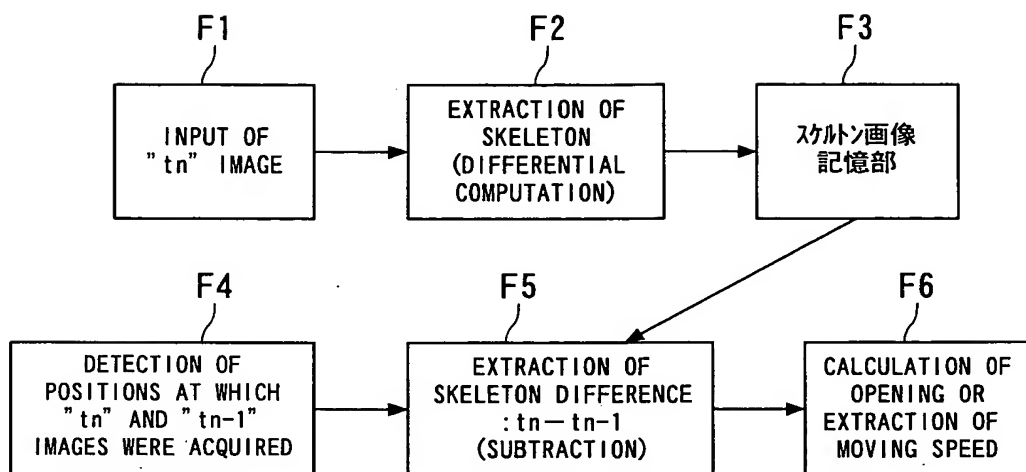 F1
F2
F3
INPUT OF
"tn" IMAGE
EXTRACTION OF
SKELETON
(DIFFERENTIAL
COMPUTATION)
スケルトン画像
記憶部
F4
F5
F6
DETECTION OF
POSITIONS AT WHICH
"tn" AND "tn-1"
IMAGES WERE ACQUIRED
EXTRACTION OF
SKELETON DIFFERENCE
:tn－tn-1
(SUBTRACTION)
CALCULATION OF
OPENING OR
EXTRACTION OF
MOVING SPEED